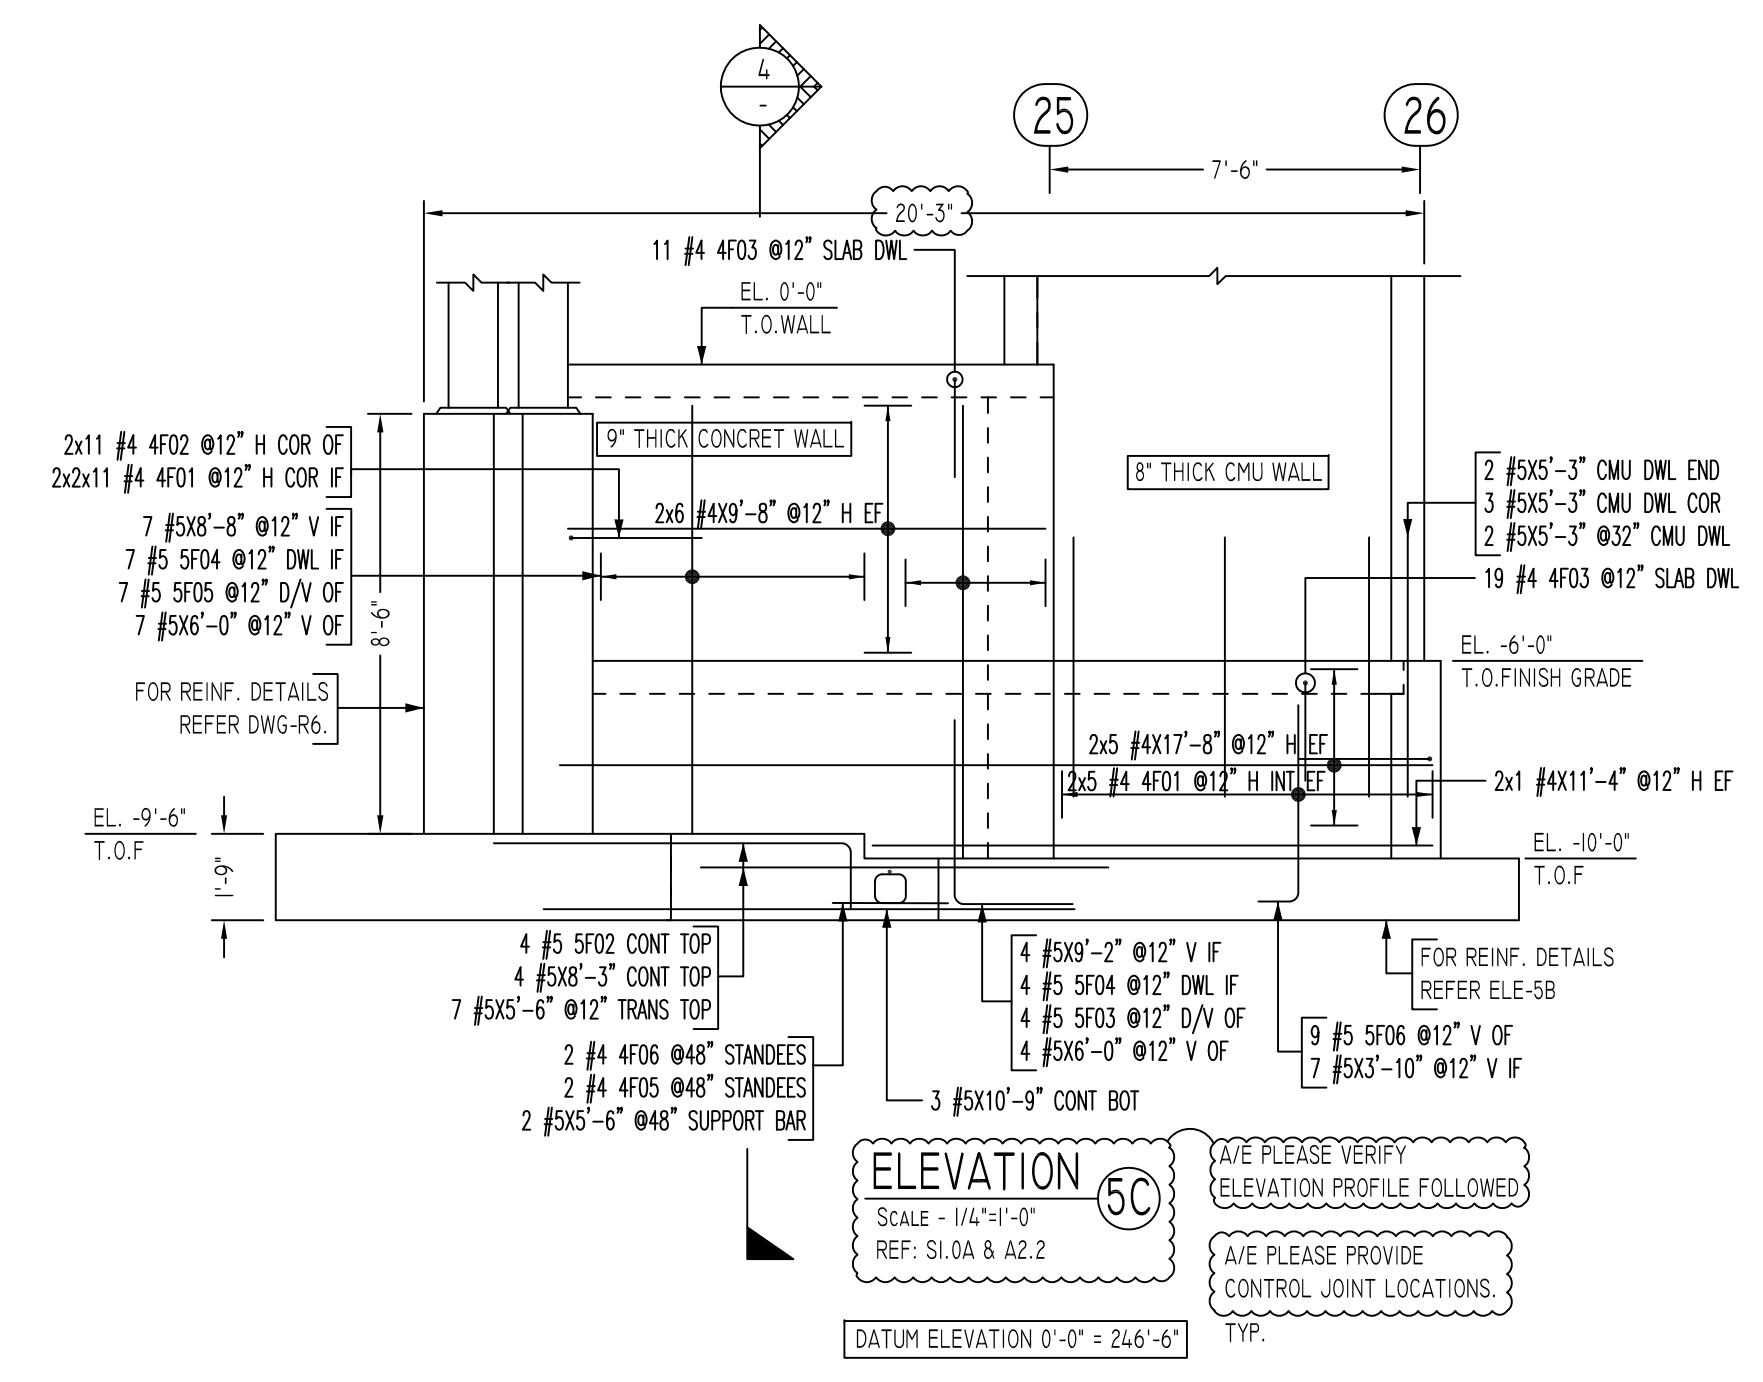 4
-
25
26
7'-6"
20'-3"
11 #4 4F03 @12" SLAB DWL
EL. 0'-0"
T.O.WALL
2x11 #4 4F02 @12" H COR OF
2x2x11 #4 4F01 @12" H COR IF
9" THICK CONCRET WALL
8" THICK CMU WALL
2 #5X5'-3" CMU DWL END
3 #5X5'-3" CMU DWL COR
2 #5X5'-3" @32" CMU DWL
2x6 #4X9'-8" @12" H EF
7 #5X8'-8" @12" V IF
7 #5 5F04 @12" DWL IF
7 #5 5F05 @12" D/V OF
7 #5X6'-0" @12" V OF
8'-6"
19 #4 4F03 @12" SLAB DWL
EL. -6'-0"
T.O.FINISH GRADE
FOR REINF. DETAILS
REFER DWG-R6.
2x5 #4X17'-8" @12" H EF
2x5 #4 4F01 @12" H INT EF
2x1 #4X11'-4" @12" H EF
EL. -9'-6"
T.O.F
1'-9"
EL. -10'-0"
T.O.F
4 #5 5F02 CONT TOP
4 #5X8'-3" CONT TOP
7 #5X5'-6" @12" TRANS TOP
4 #5X9'-2" @12" V IF
4 #5 5F04 @12" DWL IF
4 #5 5F03 @12" D/V OF
4 #5X6'-0" @12" V OF
FOR REINF. DETAILS
REFER ELE-5B
9 #5 5F06 @12" V OF
7 #5X3'-10" @12" V IF
2 #4 4F06 @48" STANDEES
2 #4 4F05 @48" STANDEES
2 #5X5'-6" @48" SUPPORT BAR
3 #5X10'-9" CONT BOT
ELEVATION
5C
SCALE - 1/4"=1'-0"
REF: S1.0A & A2.2
A/E PLEASE VERIFY
ELEVATION PROFILE FOLLOWED
A/E PLEASE PROVIDE
CONTROL JOINT LOCATIONS.
TYP.
DATUM ELEVATION 0'-0" = 246'-6"